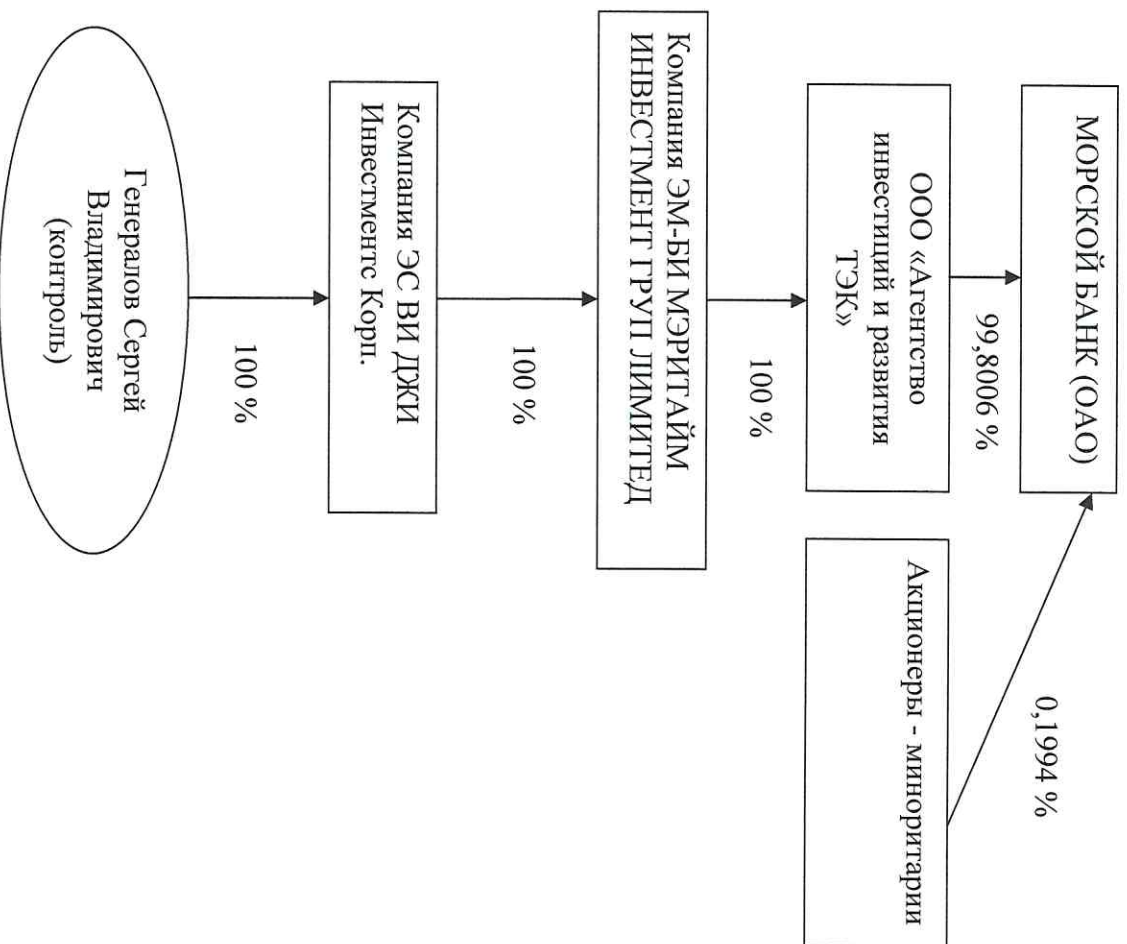 МОРСКОЙ БАНК (ОАО)
99,8006 %
0,1994 %
ООО «Агентство
инвестиций и развития
ТЭК»
Акционеры - миноритарии
100 %
Компания ЭМ-БИ МЭРИТАЙМ
ИНВЕСТМЕНТ ГРУП ЛИМИТЕД
100 %
Компания ЭС ВИ ДЖИ
Инвестментс Корп.
100 %
Генералов Сергей
Владимирович
(контроль)